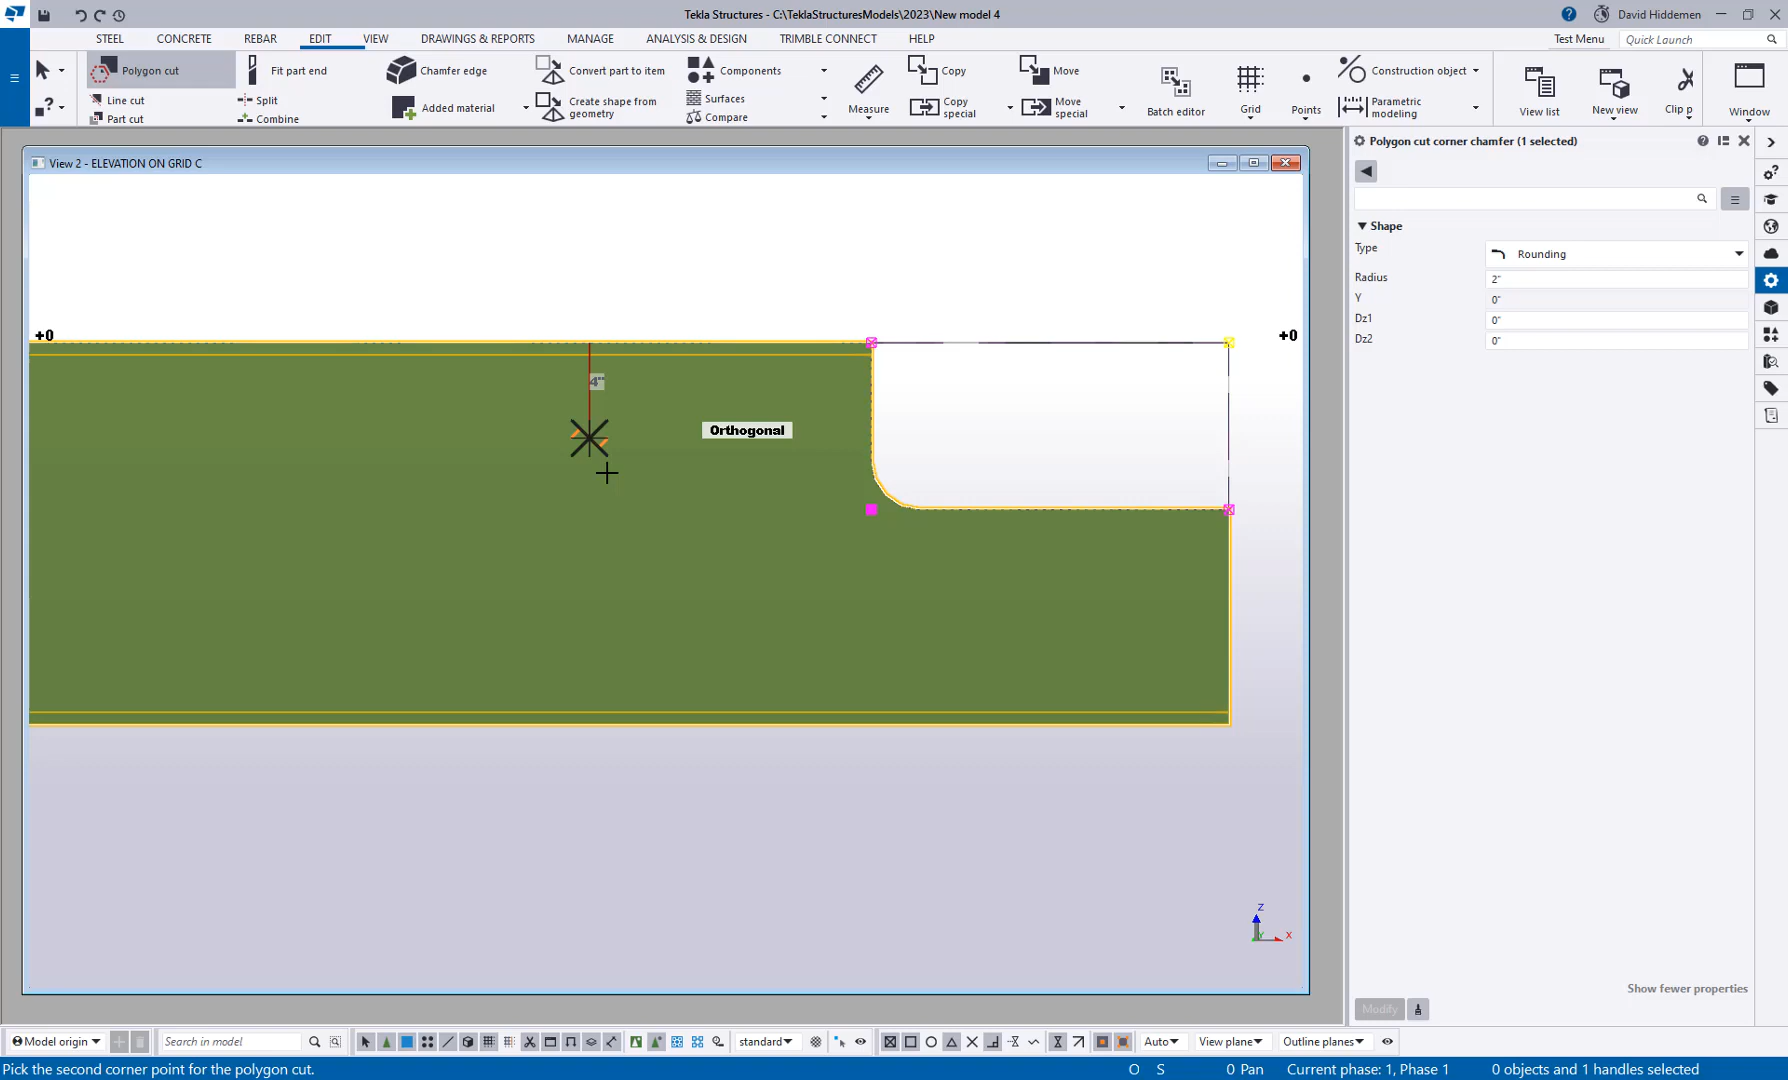 Tekla Structures - C:\TeklaStructuresModels\2023\New model 4
David Hiddemen
STEEL
CONCRETE
REBAR
EDIT
VIEW
DRAWINGS & REPORTS
MANAGE
ANALYSIS & DESIGN
TRIMBLE CONNECT
HELP
Test Menu
Quick Launch
Polygon cut
Line cut
Part cut
Fit part end
Split
Combine
Chamfer edge
Added material
Convert part to item
Create shape from
geometry
Components
Surfaces
Compare
Measure
Copy
Copy
special
Move
Move
special
Batch editor
Grid
Points
Construction object
Parametric
modeling
View list
New view
Clip p
Window
View 2 - ELEVATION ON GRID C
+0
+0
4"
Orthogonal
Z
Y
X
Polygon cut corner chamfer (1 selected)
Shape
Type
Rounding
Radius
2"
Y
0"
Dz1
0"
Dz2
0"
Show fewer properties
Modify
Model origin
Search in model
standard
Auto
View plane
Outline planes
Pick the second corner point for the polygon cut.
O
S
0 Pan
Current phase: 1, Phase 1
0 objects and 1 handles selected